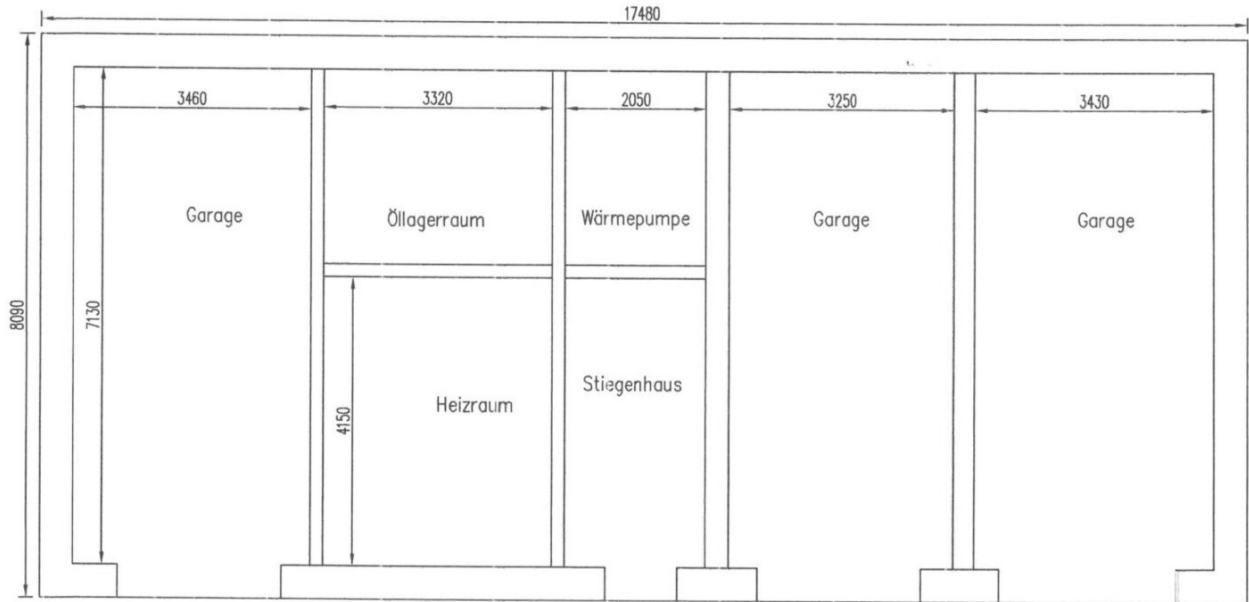 17480
3460
3320
2050
3250
3430
Garage
Öllagerraum
Wärmepumpe
Garage
Garage
8090
7130
4150
Heizraum
Stiegenhaus